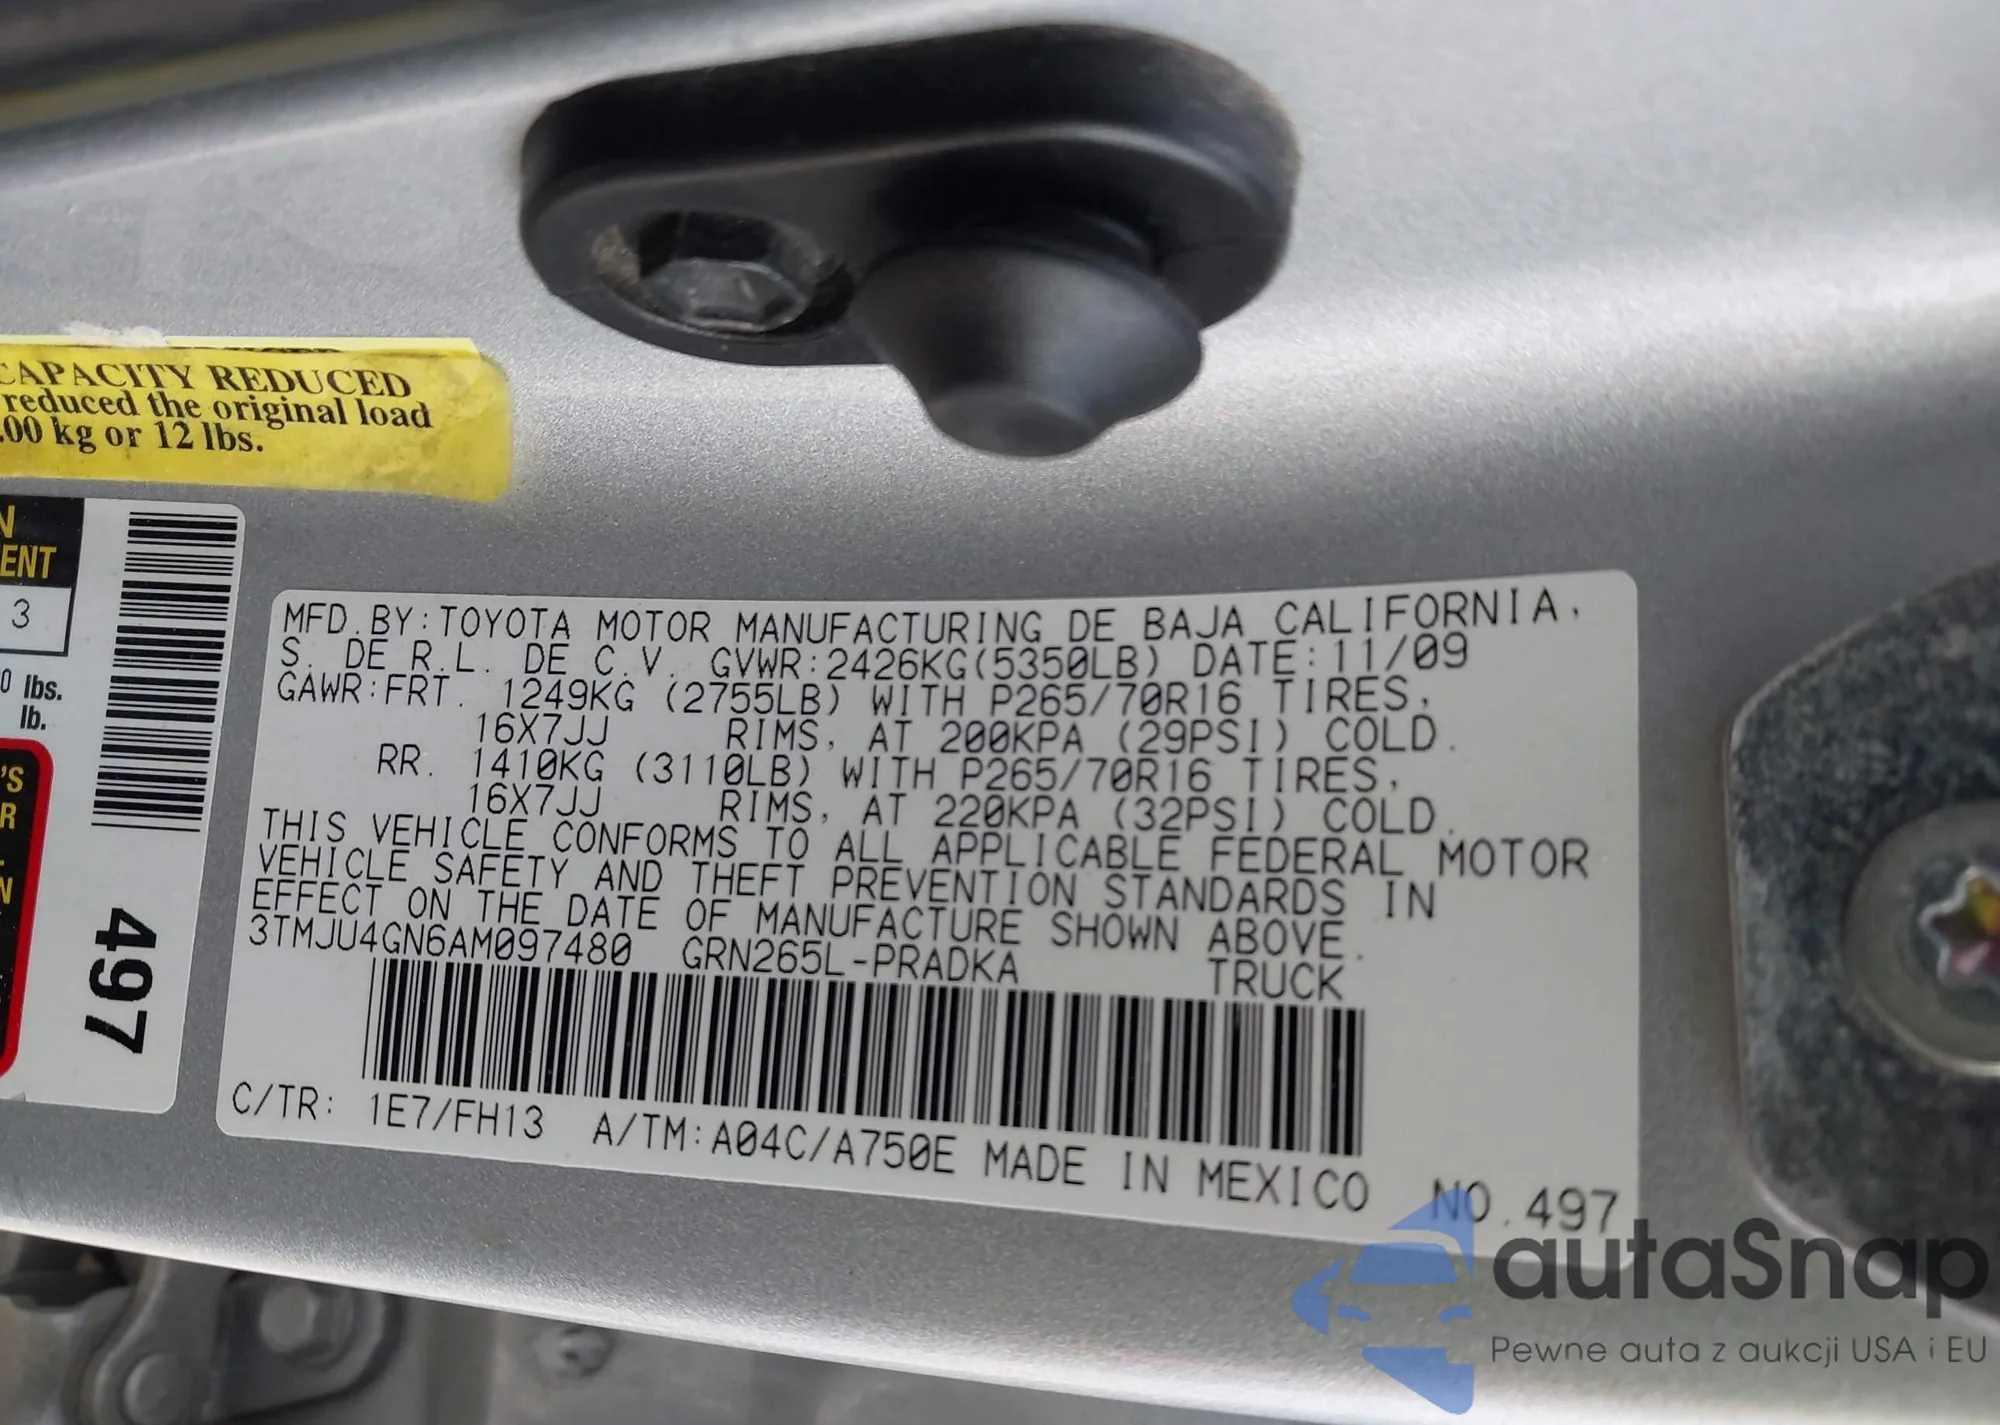 CAPACITY REDUCED
reduced the original load
.00 kg or 12 lbs.
N
ENT
3
0 lbs.
lb.
'S
R
N
497
MFD. BY:TOYOTA MOTOR MANUFACTURING DE BAJA CALIFORNIA,
S. DE R.L. DE C.V. GVWR:2426KG(5350LB) DATE:11/09
GAWR:FRT. 1249KG (2755LB) WITH P265/70R16 TIRES,
16X7JJ RIMS, AT 200KPA (29PSI) COLD.
RR. 1410KG (3110LB) WITH P265/70R16 TIRES,
16X7JJ RIMS, AT 220KPA (32PSI) COLD.
THIS VEHICLE CONFORMS TO ALL APPLICABLE FEDERAL MOTOR
VEHICLE SAFETY AND THEFT PREVENTION STANDARDS IN
EFFECT ON THE DATE OF MANUFACTURE SHOWN ABOVE.
3TMJU4GN6AM097480 GRN265L-PRADKA TRUCK
C/TR: 1E7/FH13 A/TM:A04C/A750E MADE IN MEXICO NO.497
autaSnap
Pewne auta z aukcji USA i EU